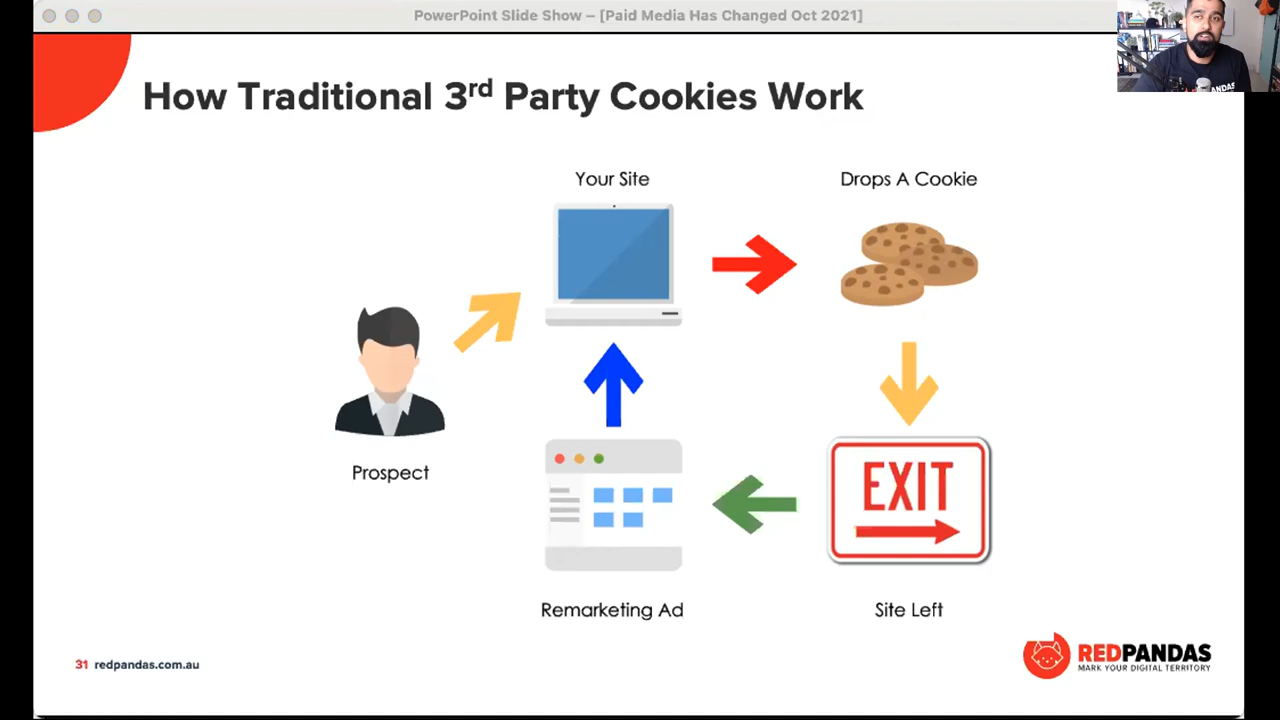 PowerPoint Slide Show – [Paid Media Has Changed Oct 2021]
How Traditional 3rd Party Cookies Work
Your Site
Drops A Cookie
Prospect
EXIT
Remarketing Ad
Site Left
31 redpandas.com.au
REDPANDAS
MARK YOUR DIGITAL TERRITORY